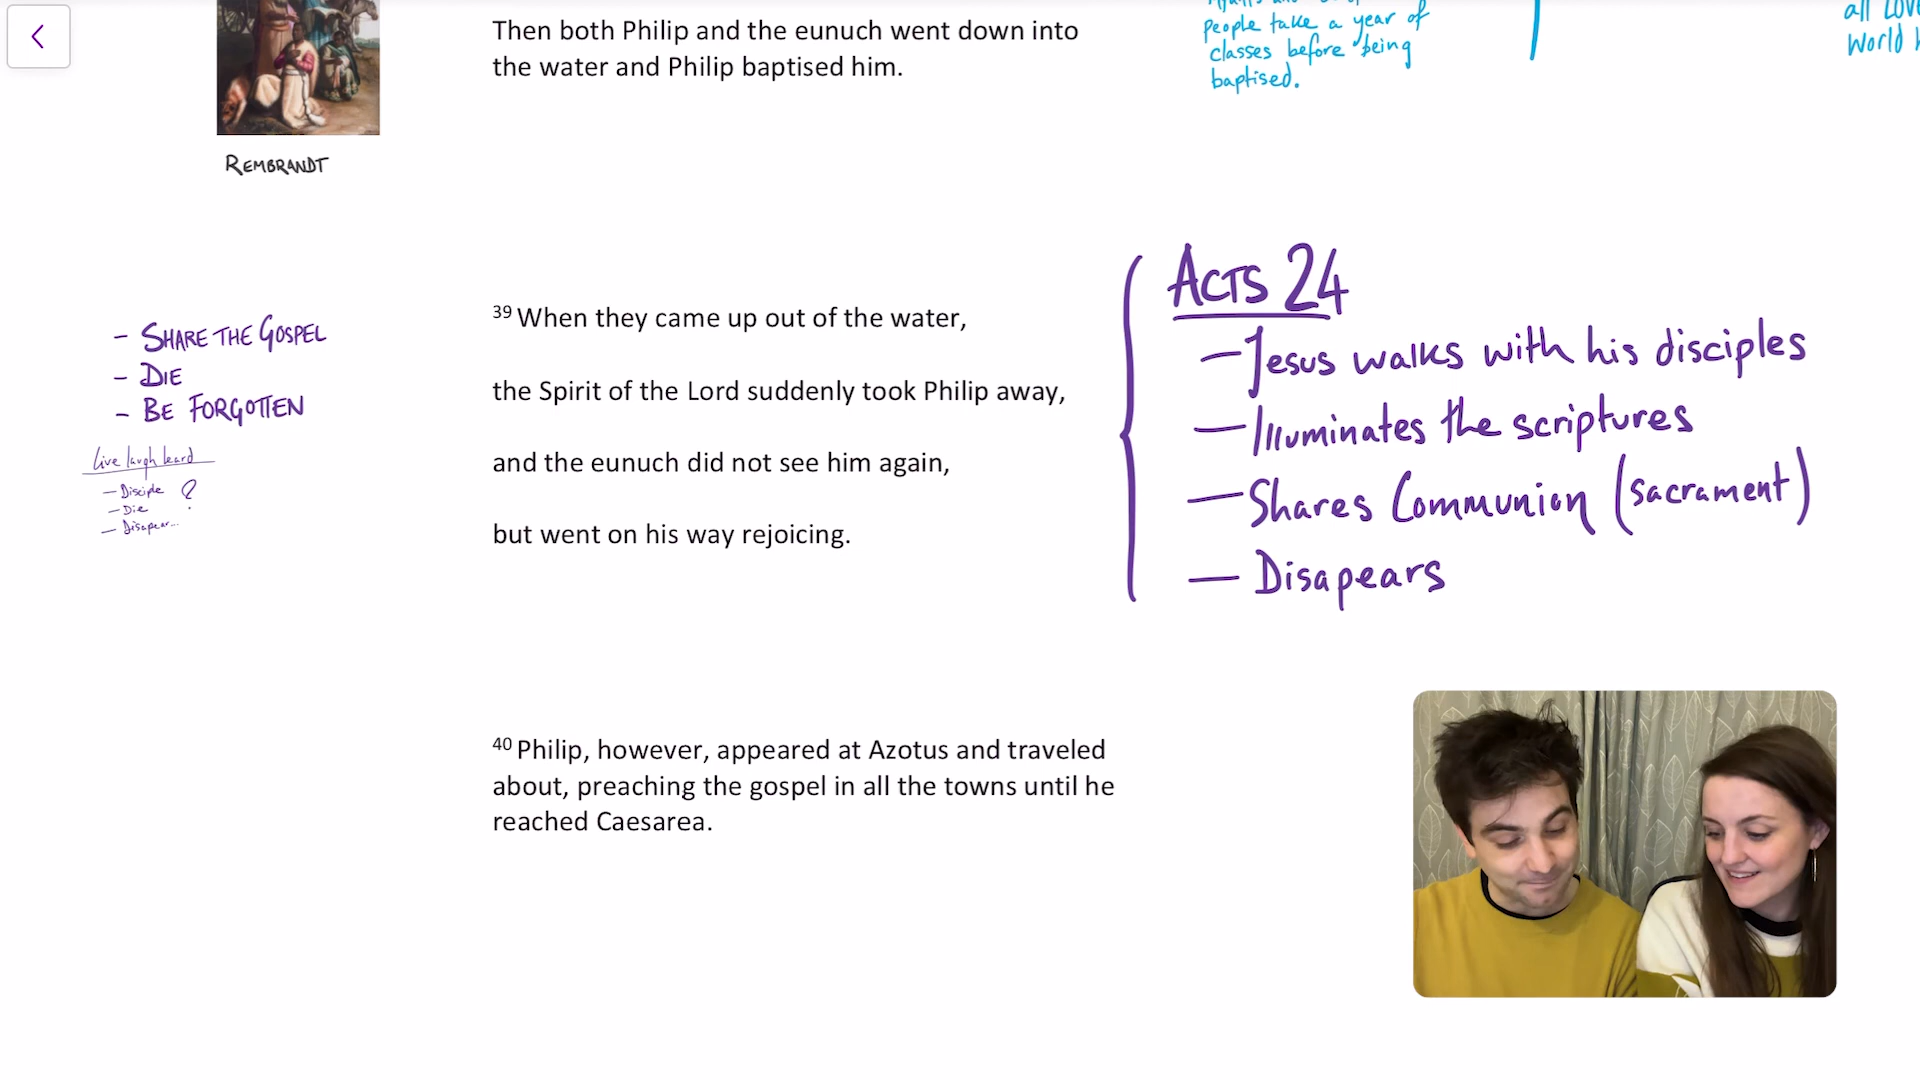 Then both Philip and the eunuch went down into
the water and Philip baptised him.
People take a year of
classes before being
baptised.
all
World
REMBRANDT
- SHARE THE GOSPEL
- DIE
- BE FORGOTTEN
Live laugh
- Disciple ?
- Die
- Disapear...
39 When they came up out of the water,
the Spirit of the Lord suddenly took Philip away,
and the eunuch did not see him again,
but went on his way rejoicing.
ACTS 24
- Jesus walks with his disciples
- Illuminates the scriptures
- Shares Communion (sacrament)
- Disapears
40 Philip, however, appeared at Azotus and traveled
about, preaching the gospel in all the towns until he
reached Caesarea.